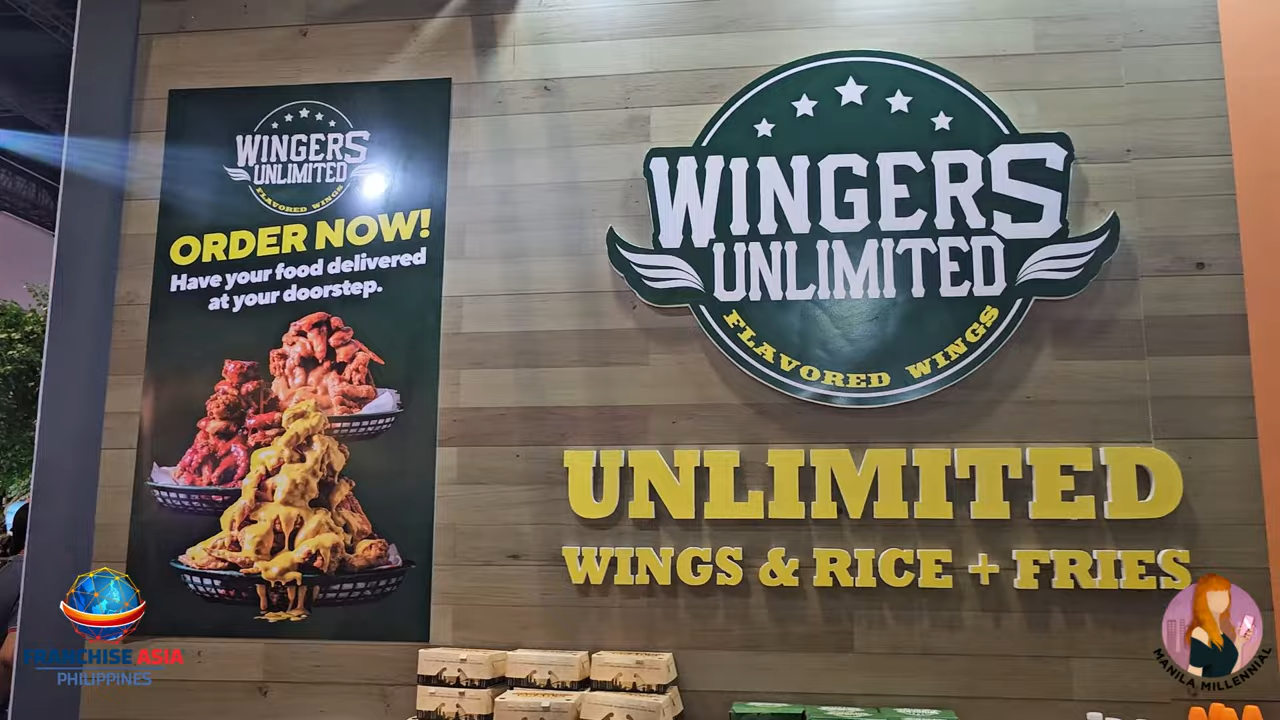 WINGERS
UNLIMITED
FLAVORED WINGS
ORDER NOW!
Have your food delivered
at your doorstep.
WINGERS
UNLIMITED
FLAVORED WINGS
UNLIMITED
WINGS & RICE + FRIES
FRANCHISE ASIA
PHILIPPINES
MANILA MILLENNIAL